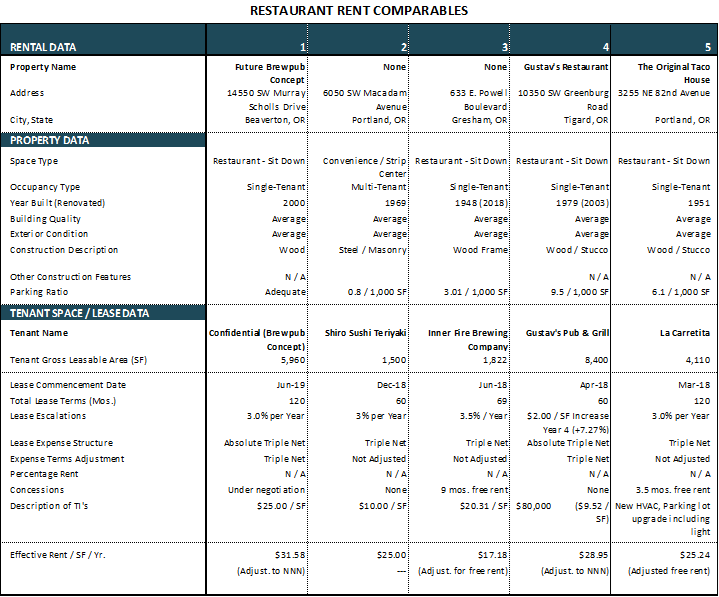 RESTAURANT RENT COMPARABLES
RENTAL DATA 1 2 3 4 5
Property Name Future Brewpub None None Gustav's Restaurant The Original Taco
Concept House
Address 14550 SW Murray 6050 SW Macadam 633 E. Powell 10350 SW Greenburg 3255 NE 82nd Avenue
Scholls Drive Avenue Boulevard Road
City, State Beaverton, OR Portland, OR Gresham, OR Tigard, OR Portland, OR
PROPERTY DATA
Space Type Restaurant - Sit Down Convenience / Strip Restaurant - Sit Down Restaurant - Sit Down Restaurant - Sit Down
Center
Occupancy Type Single-Tenant Multi-Tenant Single-Tenant Single-Tenant Single-Tenant
Year Built (Renovated) 2000 1969 1948 (2018) 1979 (2003) 1951
Building Quality Average Average Average Average Average
Exterior Condition Average Average Average Average Average
Construction Description Wood Steel / Masonry Wood Frame Wood / Stucco Wood / Stucco
Other Construction Features N / A N / A N / A
Parking Ratio Adequate 0.8 / 1,000 SF 3.01 / 1,000 SF 9.5 / 1,000 SF 6.1 / 1,000 SF
TENANT SPACE / LEASE DATA
Tenant Name Confidential (Brewpub Shiro Sushi Teriyaki Inner Fire Brewing Gustav's Pub & Grill La Carretita
Concept) Company
Tenant Gross Leasable Area (SF) 5,960 1,500 1,822 8,400 4,110
Lease Commencement Date Jun-19 Dec-18 Jun-18 Apr-18 Mar-18
Total Lease Terms (Mos.) 120 60 69 60 120
Lease Escalations 3.0% per Year 3% per Year 3.5% / Year $2.00 / SF Increase 3.0% per Year
Year 4 (+7.27%)
Lease Expense Structure Absolute Triple Net Triple Net Triple Net Absolute Triple Net Triple Net
Expense Terms Adjustment Triple Net Not Adjusted Not Adjusted Triple Net Not Adjusted
Percentage Rent N / A N / A N / A N / A N / A
Concessions Under negotiation None 9 mos. free rent None 3.5 mos. free rent
Description of TI's $25.00 / SF $10.00 / SF $20.31 / SF $80,000 ($9.52 / New HVAC, Parking lot
SF) upgrade including
light
Effective Rent / SF / Yr. $31.58 $25.00 $17.18 $28.95 $25.24
(Adjust. to NNN) --- (Adjust. for free rent) (Adjust. to NNN) (Adjusted free rent)